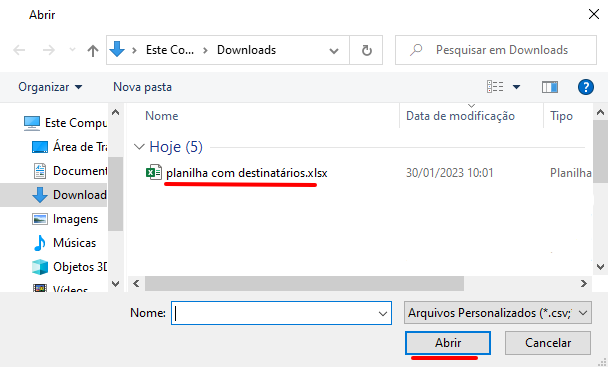 Abrir
Este Co... Downloads
Pesquisar em Downloads
Organizar
Nova pasta
?
Nome
Data de modificação
Tipo
Este Compu
Área de Tra
Document
Download
Imagens
Músicas
Objetos 3D
Vídeos
Hoje (5)
planilha com destinatários.xlsx
30/01/2023 10:01
Planilha
Nome:
Arquivos Personalizados (*.csv;
Abrir
Cancelar